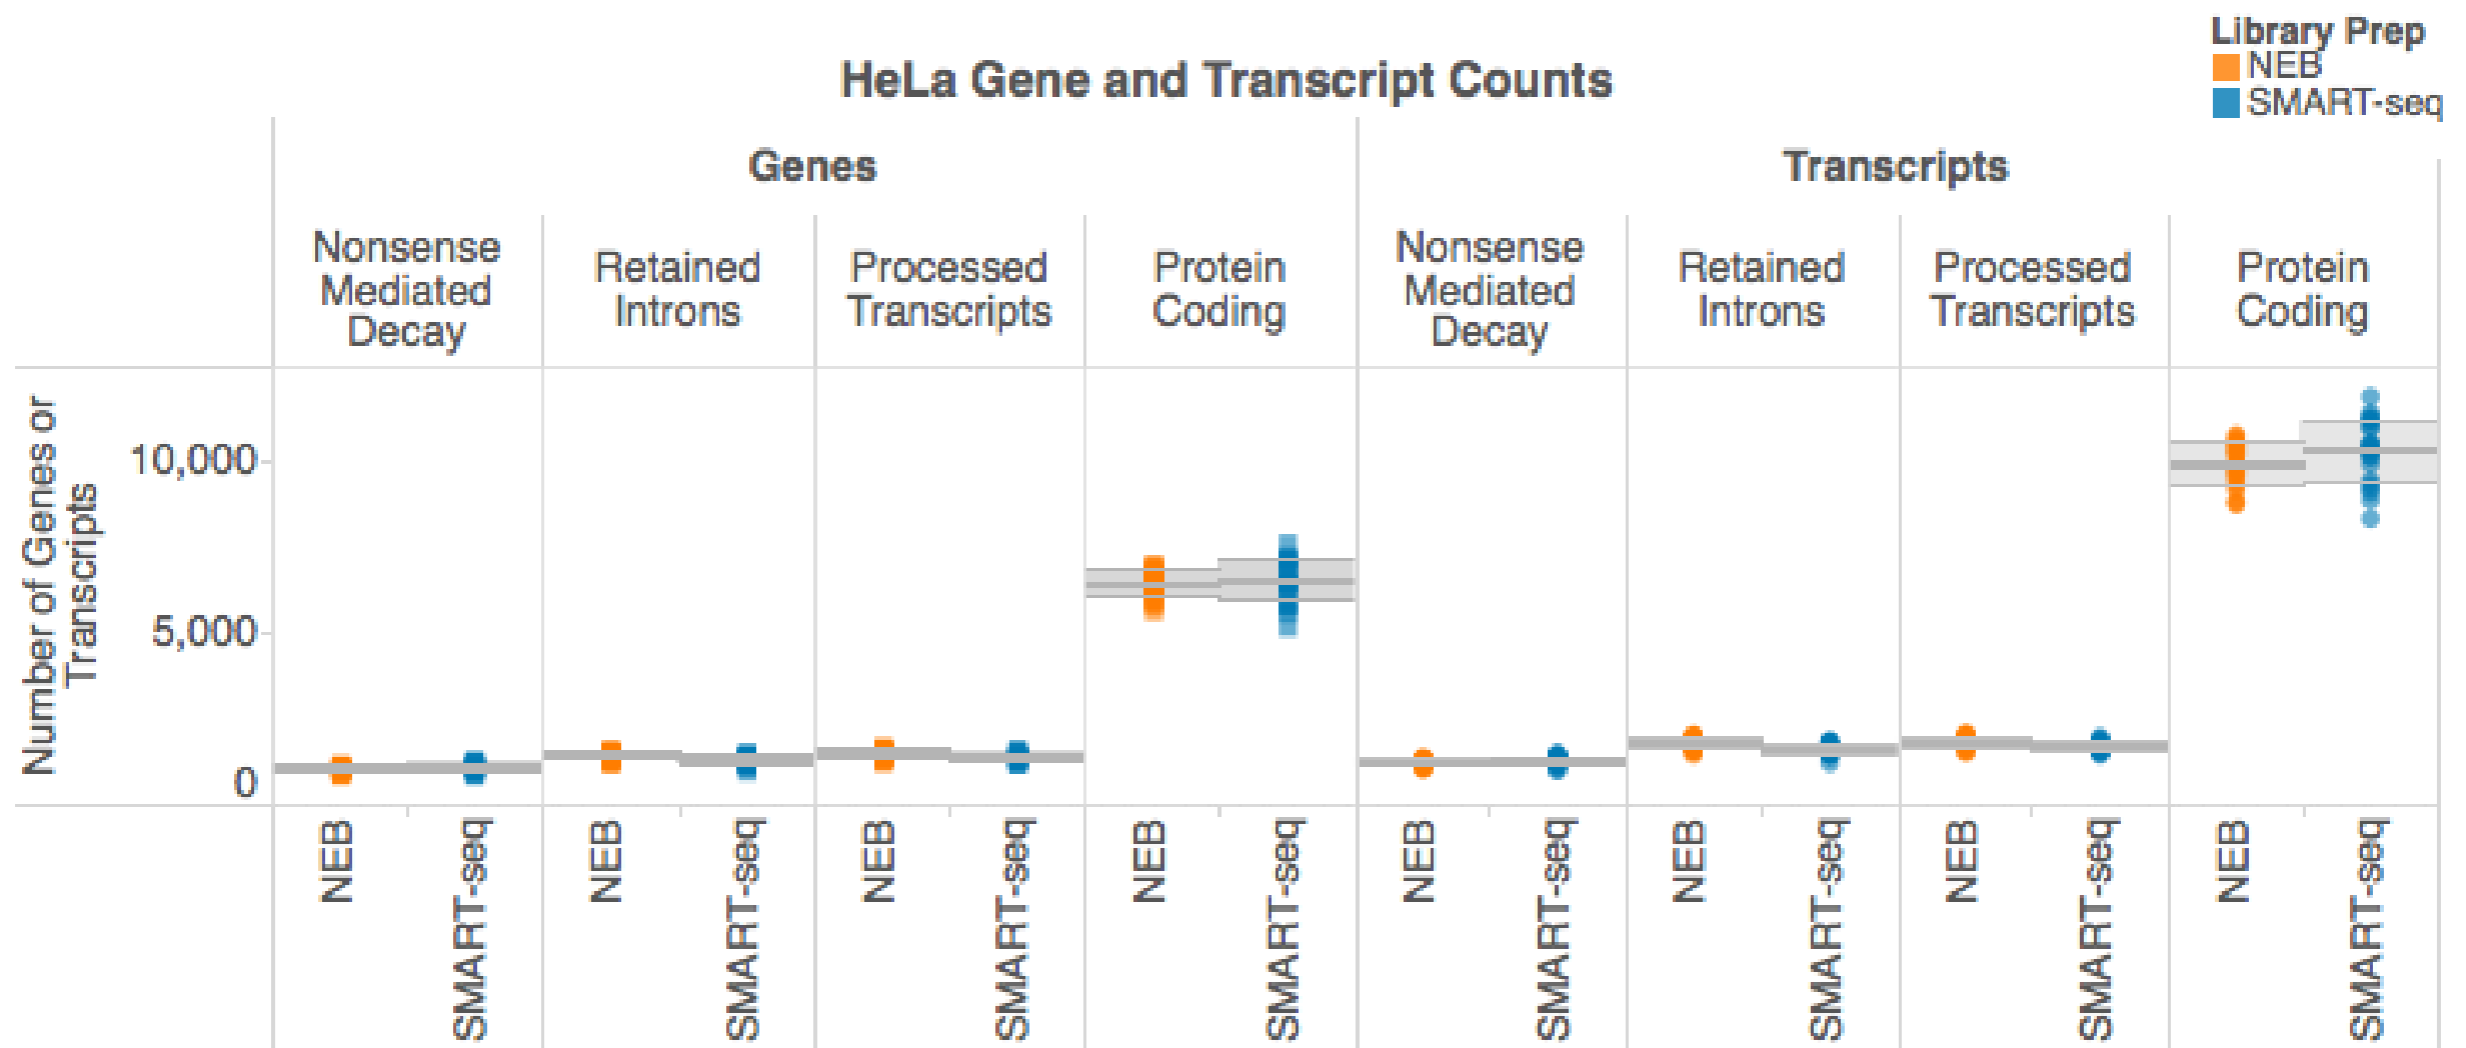 Library Prep
NEB
SMART-seq
HeLa Gene and Transcript Counts
Genes
Transcripts
Nonsense
Mediated
Decay
Retained
Introns
Processed
Transcripts
Protein
Coding
Nonsense
Mediated
Decay
Retained
Introns
Processed
Transcripts
Protein
Coding
Number of Genes or
Transcripts
10,000
5,000
0
NEB
SMART-seq
NEB
SMART-seq
NEB
SMART-seq
NEB
SMART-seq
NEB
SMART-seq
NEB
SMART-seq
NEB
SMART-seq
NEB
SMART-seq